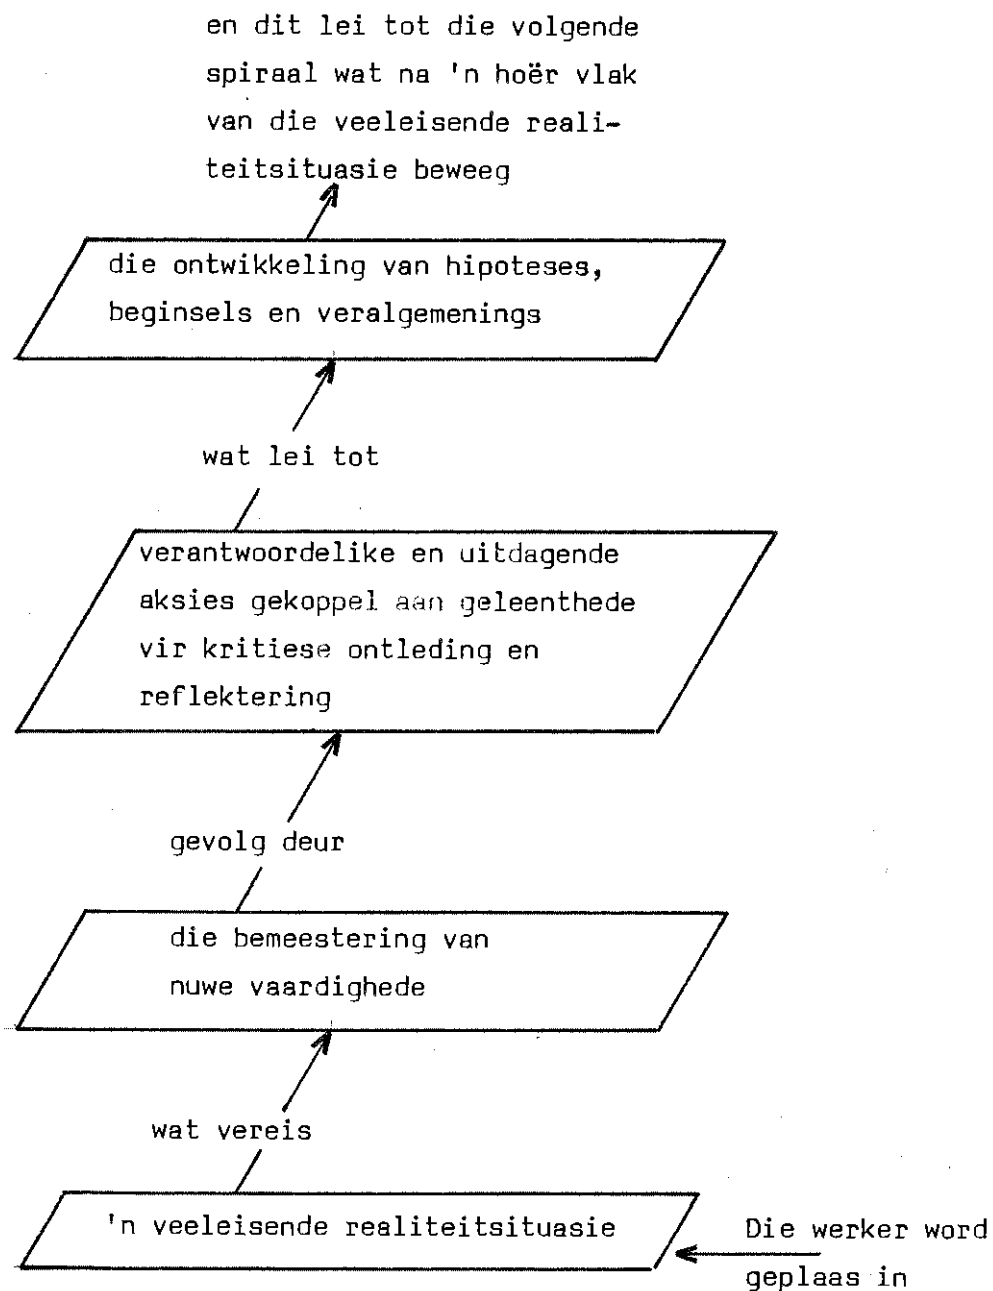 en dit lei tot die volgende
spiraal wat na 'n hoër vlak
van die veeleisende reali-
teitsituasie beweeg
die ontwikkeling van hipoteses,
beginsels en veralgemenings
wat lei tot
verantwoordelike en uitdagende
aksies gekoppel aan geleenthede
vir kritiese ontleding en
reflektering
gevolg deur
die bemeestering van
nuwe vaardighede
wat vereis
'n veeleisende realiteitsituasie
Die werker word
geplaas in